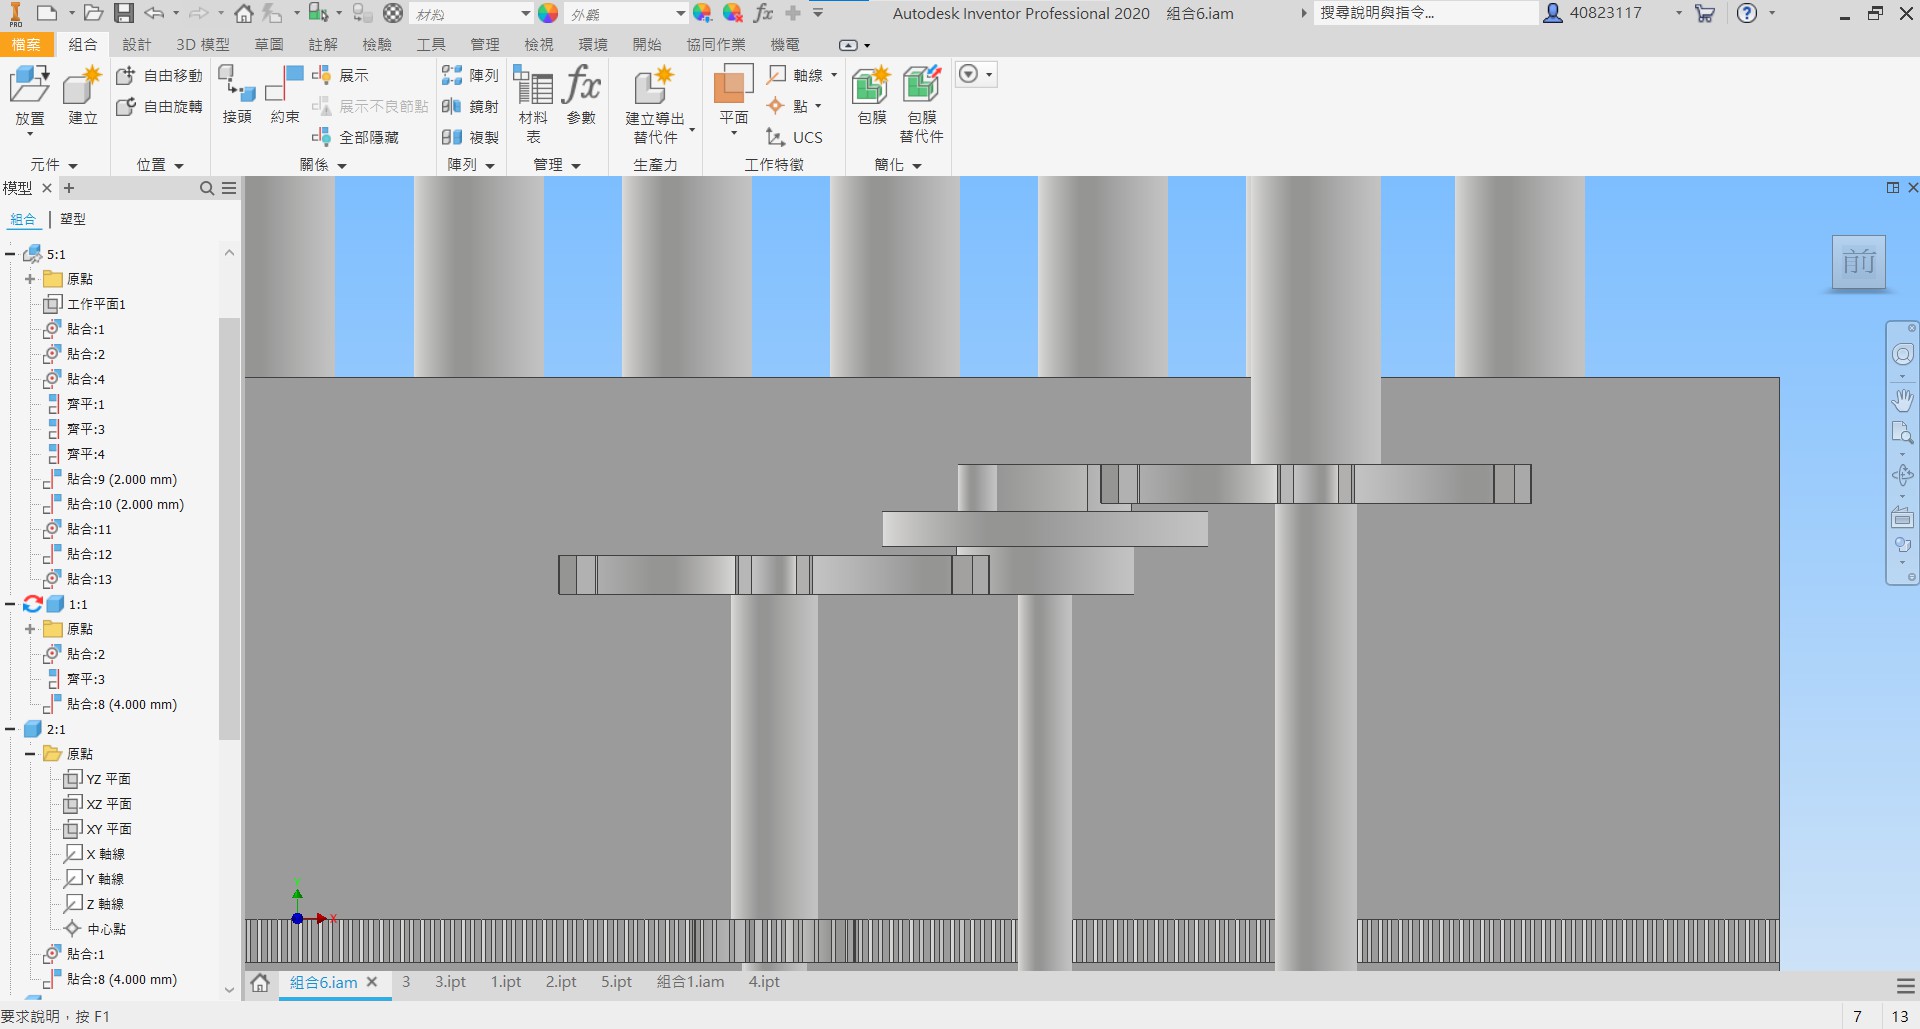 PRO
材料
外觀
Autodesk Inventor Professional 2020 組合6.iam
搜尋說明與指令...
40823117
檔案 組合 設計 3D 模型 草圖 註解 檢驗 工具 管理 檢視 環境 開始 協同作業 機電
放置
建立
自由移動
自由旋轉
接頭
約束
展示
展示不良節點
全部隱藏
陣列
鏡射
複製
材料表
fx
參數
建立導出替代件
平面
軸線
點
UCS
包膜
包膜替代件
元件 位置 關係 陣列 管理 生產力 工作特徵 簡化
模型
組合 塑型
5:1
原點
工作平面1
貼合:1
貼合:2
貼合:4
齊平:1
齊平:3
齊平:4
貼合:9 (2.000 mm)
貼合:10 (2.000 mm)
貼合:11
貼合:12
貼合:13
1:1
原點
貼合:2
齊平:3
貼合:8 (4.000 mm)
2:1
原點
YZ 平面
XZ 平面
XY 平面
X 軸線
Y 軸線
Z 軸線
中心點
貼合:1
貼合:8 (4.000 mm)
前
X
組合6.iam 3 3.ipt 1.ipt 2.ipt 5.ipt 組合1.iam 4.ipt
要求說明，按 F1
7 13